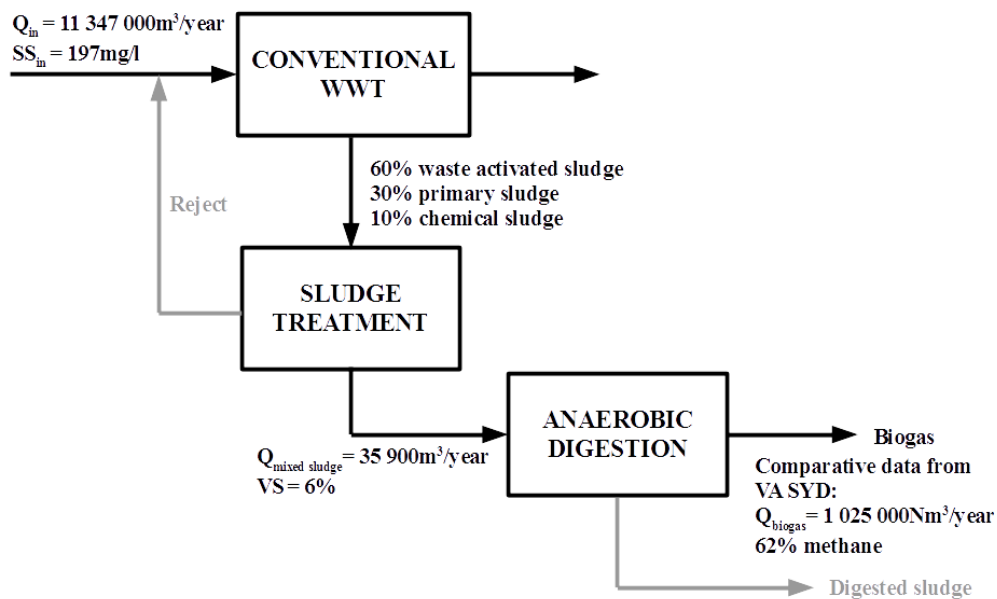 Q_in = 11 347 000m³/year
SS_in = 197mg/l
CONVENTIONAL
WWT
60% waste activated sludge
30% primary sludge
10% chemical sludge
Reject
SLUDGE
TREATMENT
ANAEROBIC
DIGESTION
Q_mixed sludge = 35 900m³/year
VS = 6%
Biogas
Comparative data from
VA SYD:
Q_biogas = 1 025 000Nm³/year
62% methane
Digested sludge